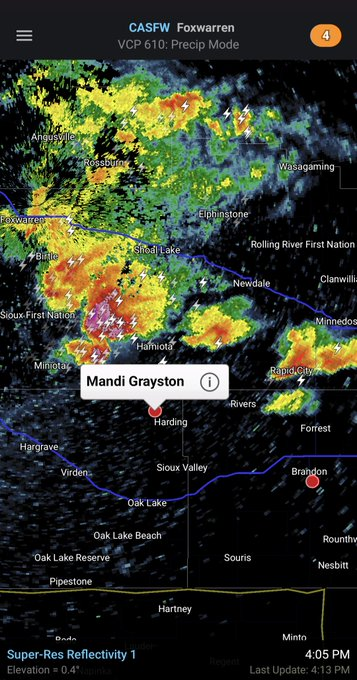 CASFW Foxwarren
VCP 610: Precip Mode
4
Angusville
Rossburn
Wasagaming
Foxwarren
Elphinstone
Birtle
Shoal Lake
Rolling River First Nation
Newdale
Clanwilli
Sioux First Nation
Minnedos
Miniota
Hamiota
Rapid City
Mandi Grayston
Rivers
Harding
Forrest
Hargrave
Virden
Sioux Valley
Brandon
Oak Lake
Oak Lake Beach
Rounthw
Oak Lake Reserve
Souris
Nesbitt
Pipestone
Hartney
Minto
Super-Res Reflectivity 1
4:05 PM
Elevation = 0.4°
Last Update: 4:13 PM